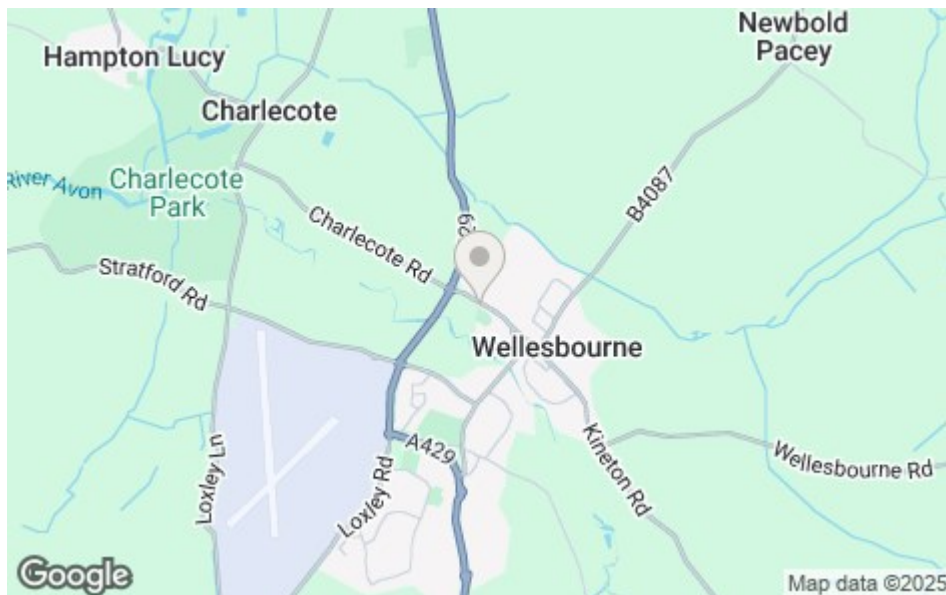 Newbold
Pacey
Hampton Lucy
Charlecote
River Avon
Charlecote
Park
B4087
Charlecote Rd
29
Stratford Rd
Wellesbourne
A429
Loxley Ln
Loxley Rd
Kineton Rd
Wellesbourne Rd
Google
Map data ©2025